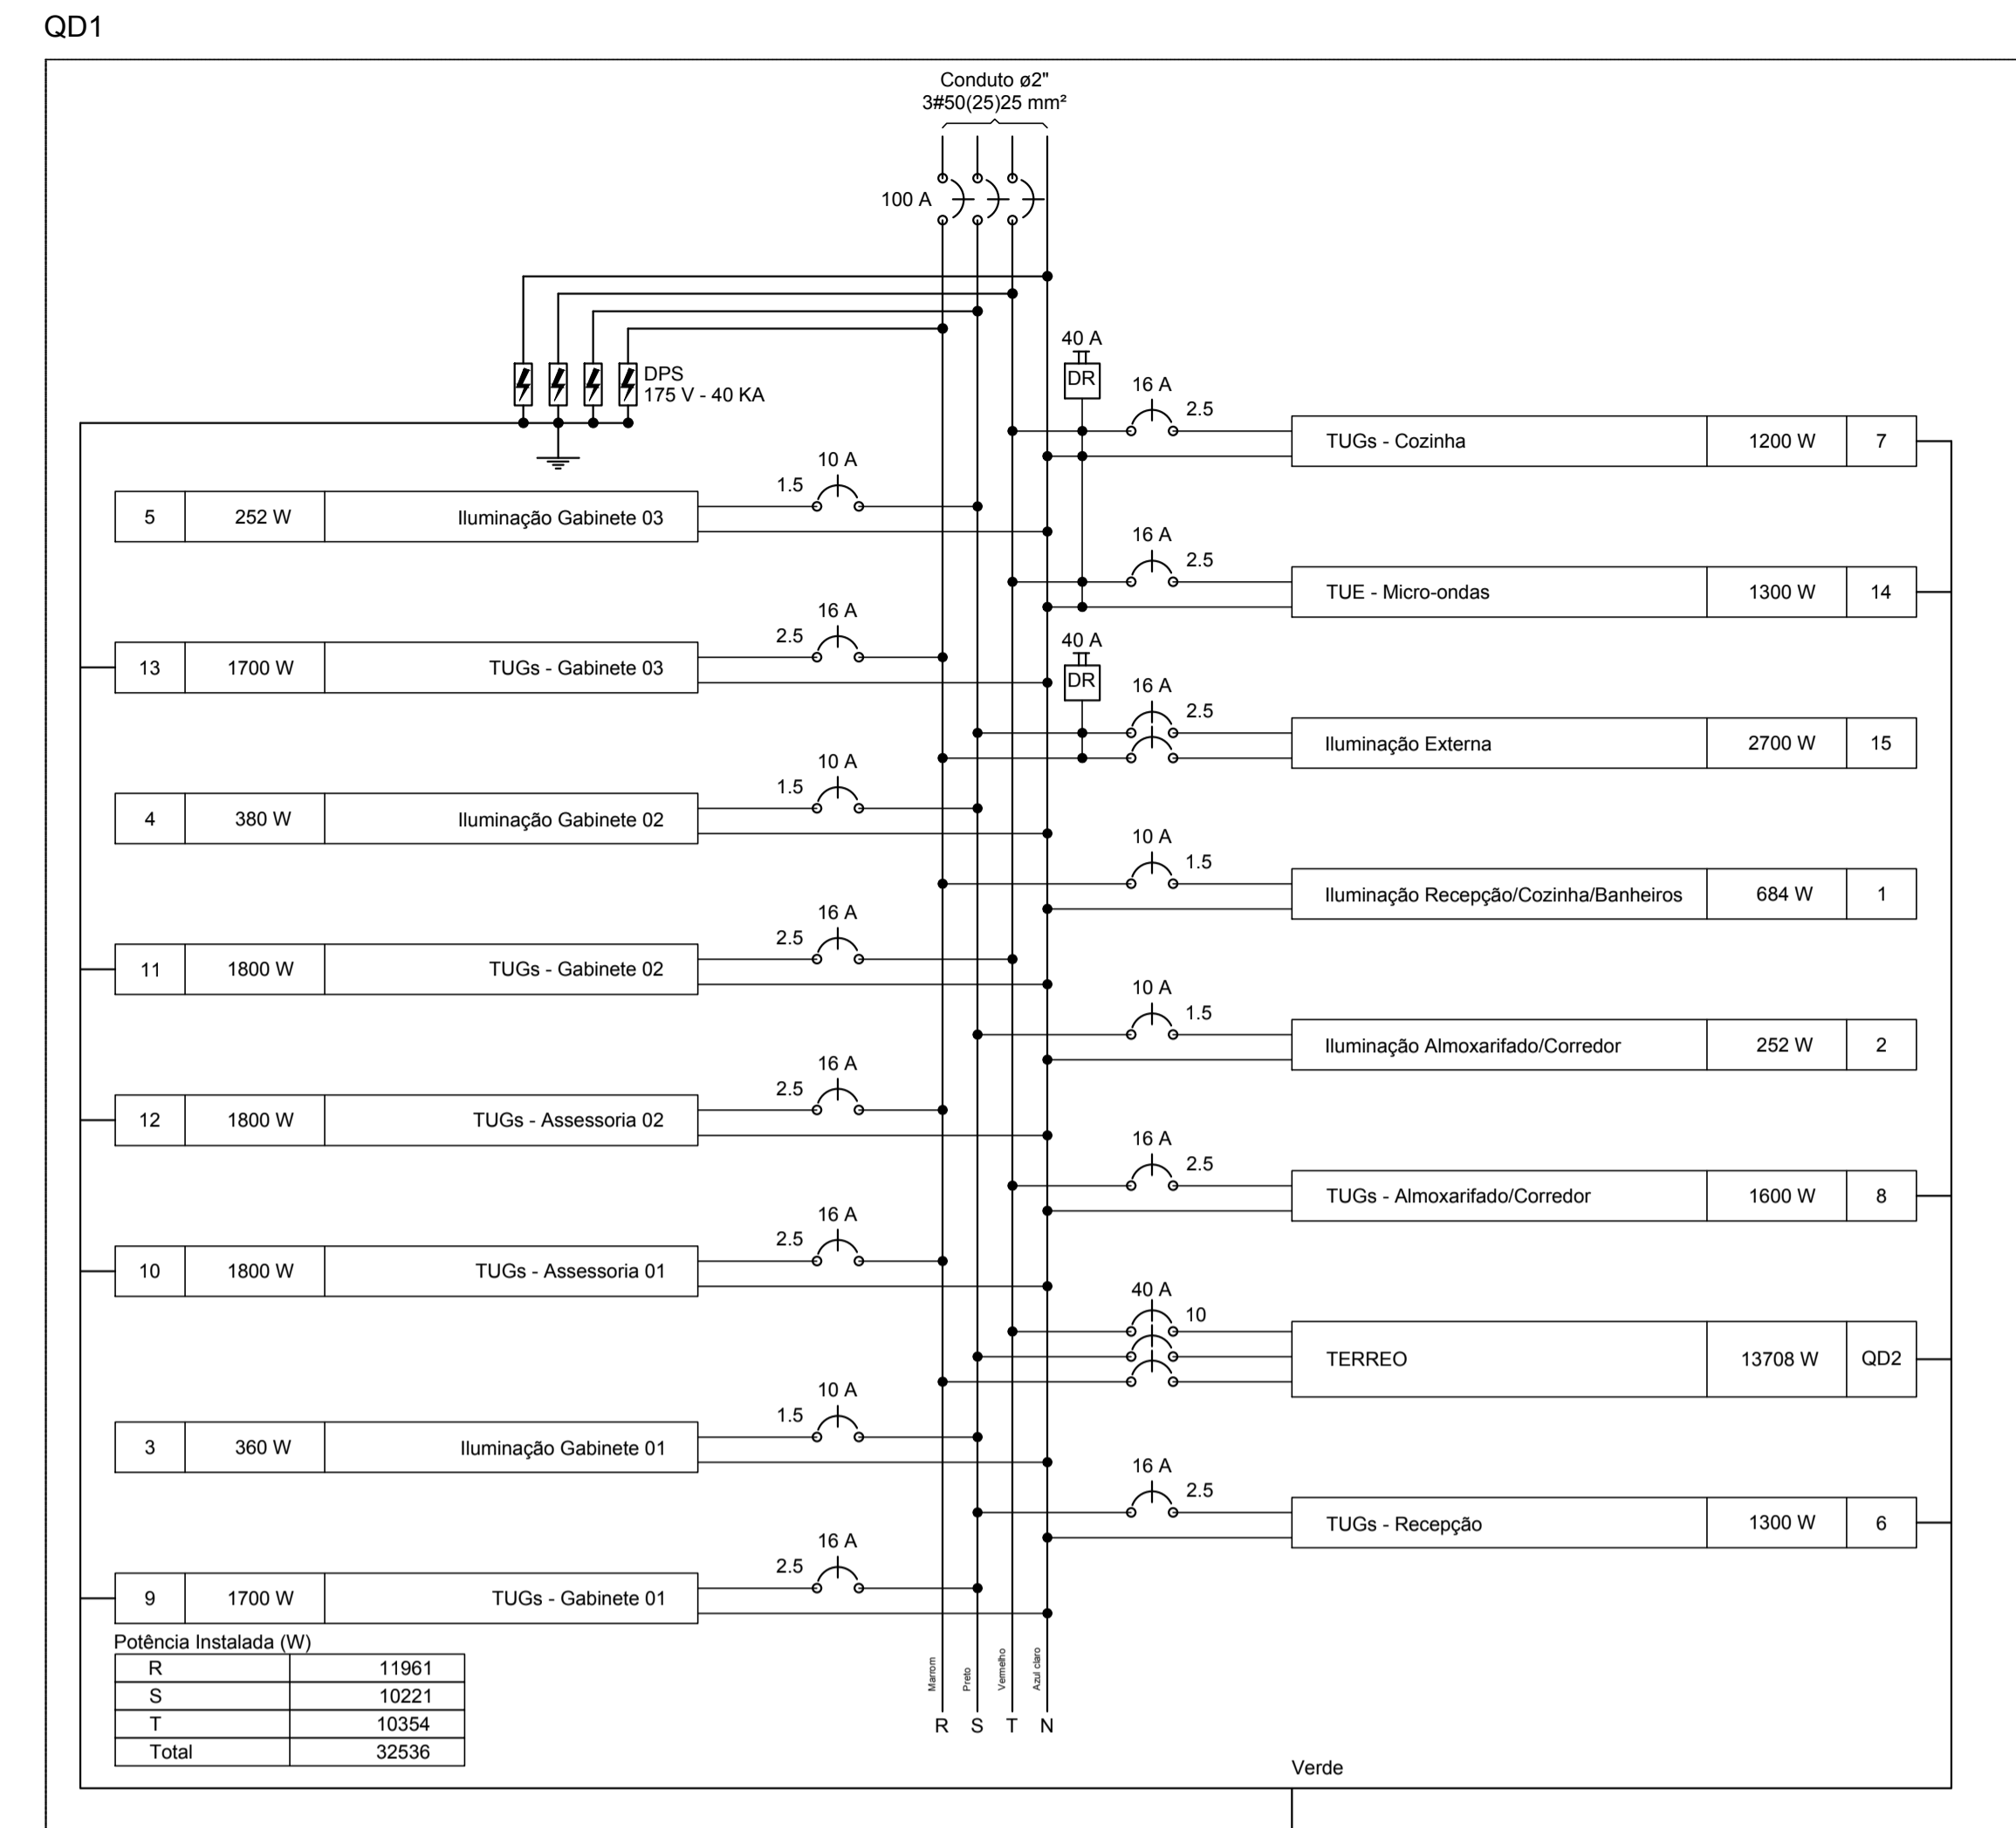 QD1
Conduto ø2"
3#50(25)25 mm²
100 A
DPS
175 V - 40 KA
10 A
1.5
5 252 W Iluminação Gabinete 03
16 A
2.5
13 1700 W TUGs - Gabinete 03
10 A
1.5
4 380 W Iluminação Gabinete 02
16 A
2.5
11 1800 W TUGs - Gabinete 02
16 A
2.5
12 1800 W TUGs - Assessoria 02
16 A
2.5
10 1800 W TUGs - Assessoria 01
10 A
1.5
3 360 W Iluminação Gabinete 01
16 A
2.5
9 1700 W TUGs - Gabinete 01
40 A
DR
16 A
2.5
TUGs - Cozinha 1200 W 7
16 A
2.5
TUE - Micro-ondas 1300 W 14
40 A
DR
16 A
2.5
Iluminação Externa 2700 W 15
10 A
1.5
Iluminação Recepção/Cozinha/Banheiros 684 W 1
10 A
1.5
Iluminação Almoxarifado/Corredor 252 W 2
16 A
2.5
TUGs - Almoxarifado/Corredor 1600 W 8
40 A
10
TERREO 13708 W QD2
16 A
2.5
TUGs - Recepção 1300 W 6
Potência Instalada (W)
R 11961
S 10221
T 10354
Total 32536
Marrom
Preto
Vermelho
Azul claro
R S T N
Verde